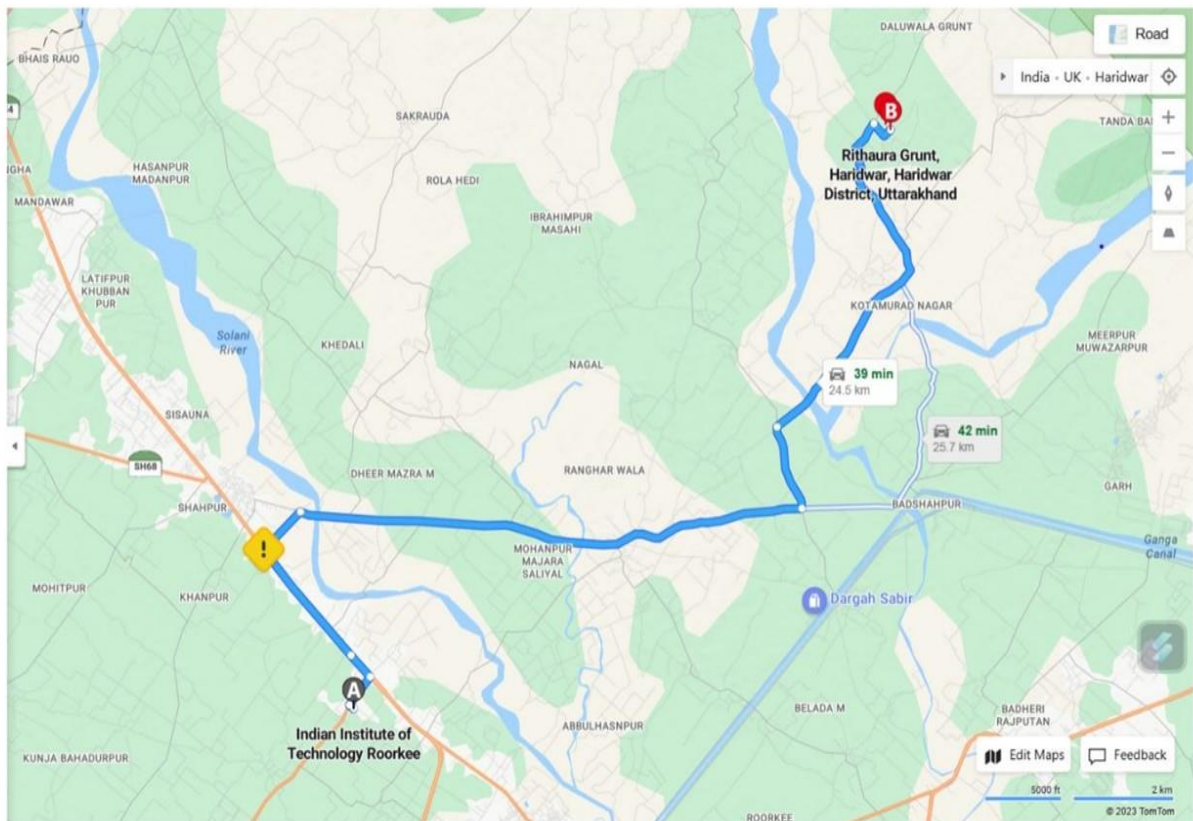 DALUWALA GRUNT
Road
BHAIS RAUO
India · UK · Haridwar
SAKRAUDA
B
HASANPUR
MADANPUR
ROLA HEDI
Rithaura Grunt,
Haridwar, Haridwar
District, Uttarakhand
MANDAWAR
IBRAHIMPUR
MASAHI
LATIFPUR
KHUBBAN
PUR
KOTAMURAD NAGAR
Solani
River
KHEDALI
MEERPUR
MUWAZARPUR
NAGAL
39 min
24.5 km
SISAUNA
42 min
25.7 km
SH68
DHEER MAZRA M
RANGHAR WALA
GARH
SHAHPUR
BADSHAHPUR
!
MOHANPUR
MAJARA
SALIYAL
Ganga
Canal
MOHITPUR
KHANPUR
Dargah Sabir
A
Indian Institute of
Technology Roorkee
ABBULHASNPUR
BELADA M
BADHERI
RAJPUTAN
KUNJA BAHADURPUR
Edit Maps
Feedback
5000 ft
2 km
ROORKEE
© 2023 TomTom